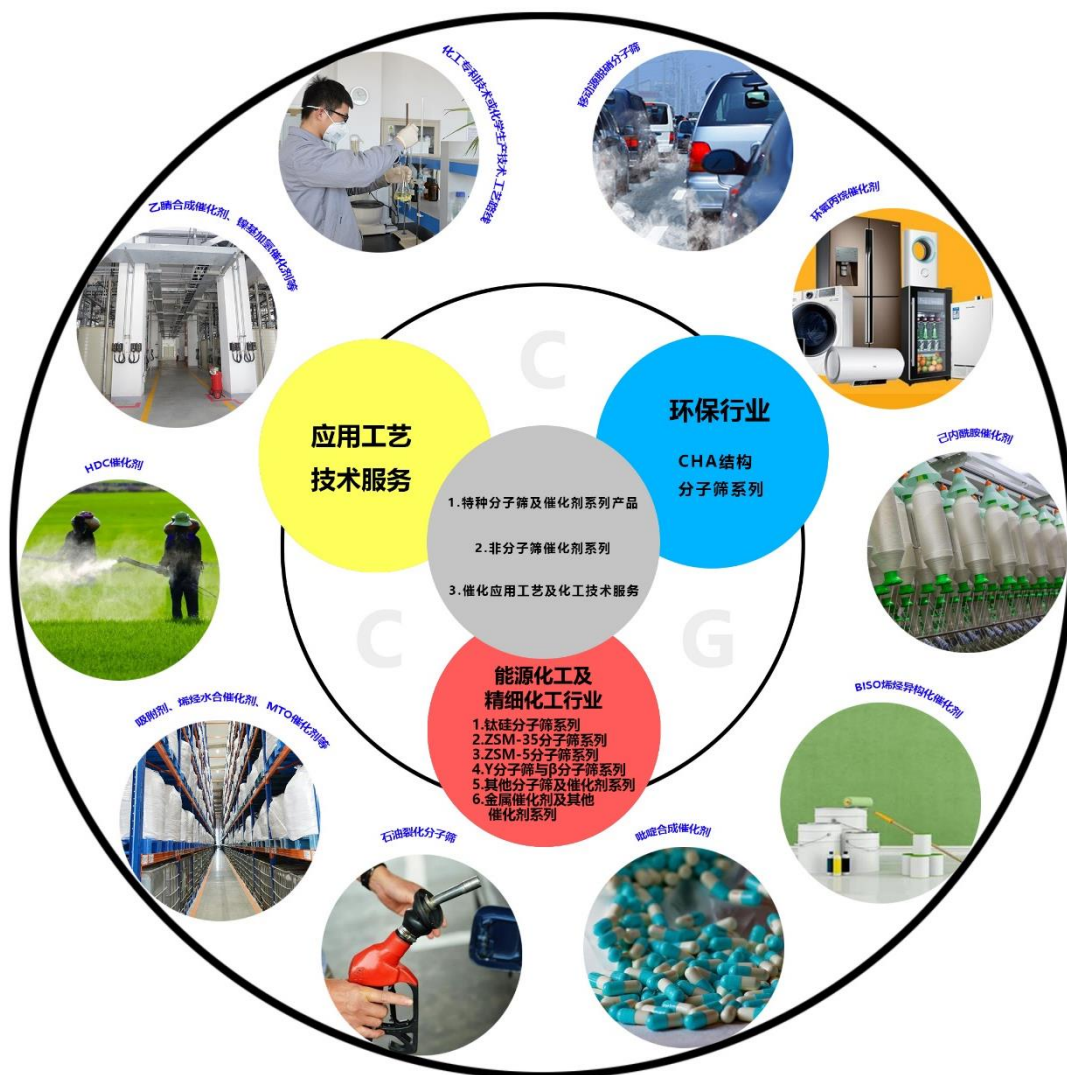 化工专利技术或化学生产技术、工艺路线
移动源脱硝分子筛
乙腈合成催化剂、镍基加氢催化剂等
环氧丙烷催化剂
C
应用工艺
技术服务
环保行业
CHA结构
分子筛系列
己内酰胺催化剂
HDC催化剂
1.特种分子筛及催化剂系列产品
2.非分子筛催化剂系列
3.催化应用工艺及化工技术服务
C
G
能源化工及
精细化工行业
1.钛硅分子筛系列
2.ZSM-35分子筛系列
3.ZSM-5分子筛系列
4.Y分子筛与β分子筛系列
5.其他分子筛及催化剂系列
6.金属催化剂及其他
催化剂系列
BISO烯烃异构化催化剂
吸附剂、烯烃水合催化剂、MTO催化剂等
石油裂化分子筛
吡啶合成催化剂